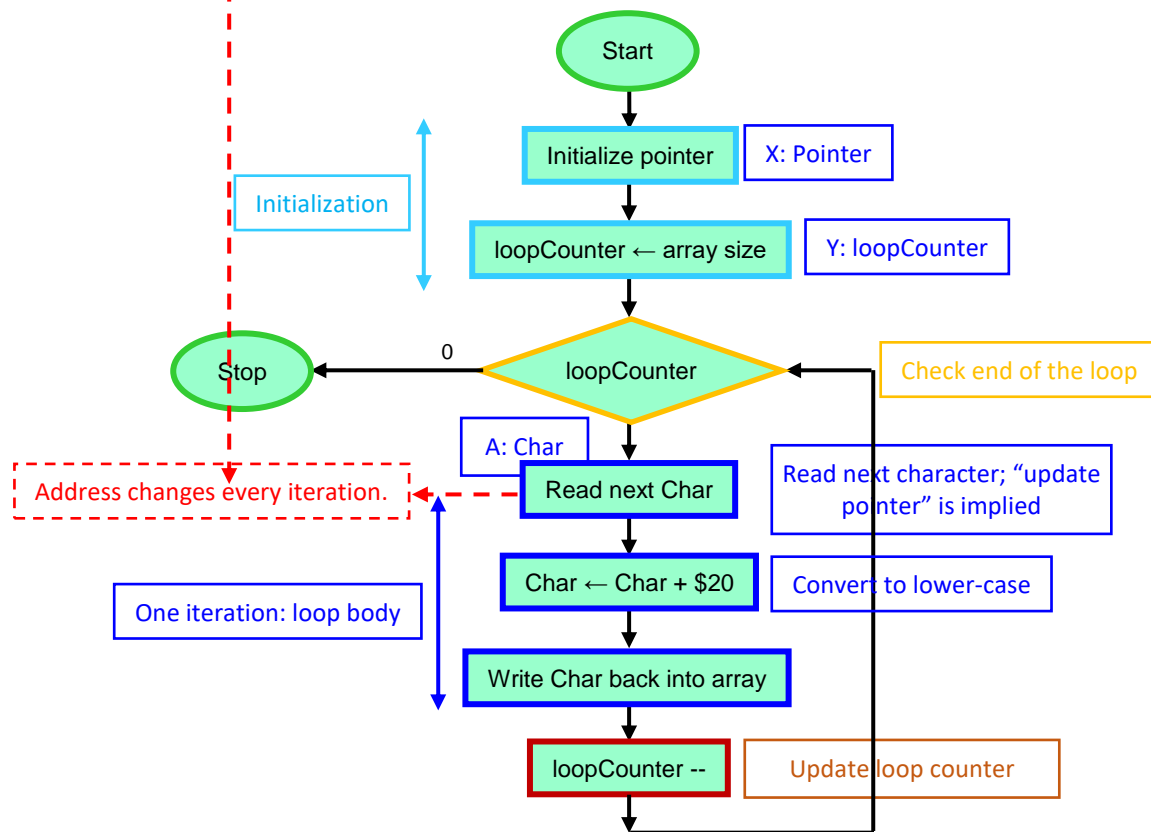 Start
Initialize pointer
X: Pointer
Initialization
loopCounter ← array size
Y: loopCounter
0
Stop
loopCounter
Check end of the loop
A: Char
Address changes every iteration.
Read next Char
Read next character; “update
pointer” is implied
Char ← Char + $20
Convert to lower-case
One iteration: loop body
Write Char back into array
loopCounter --
Update loop counter